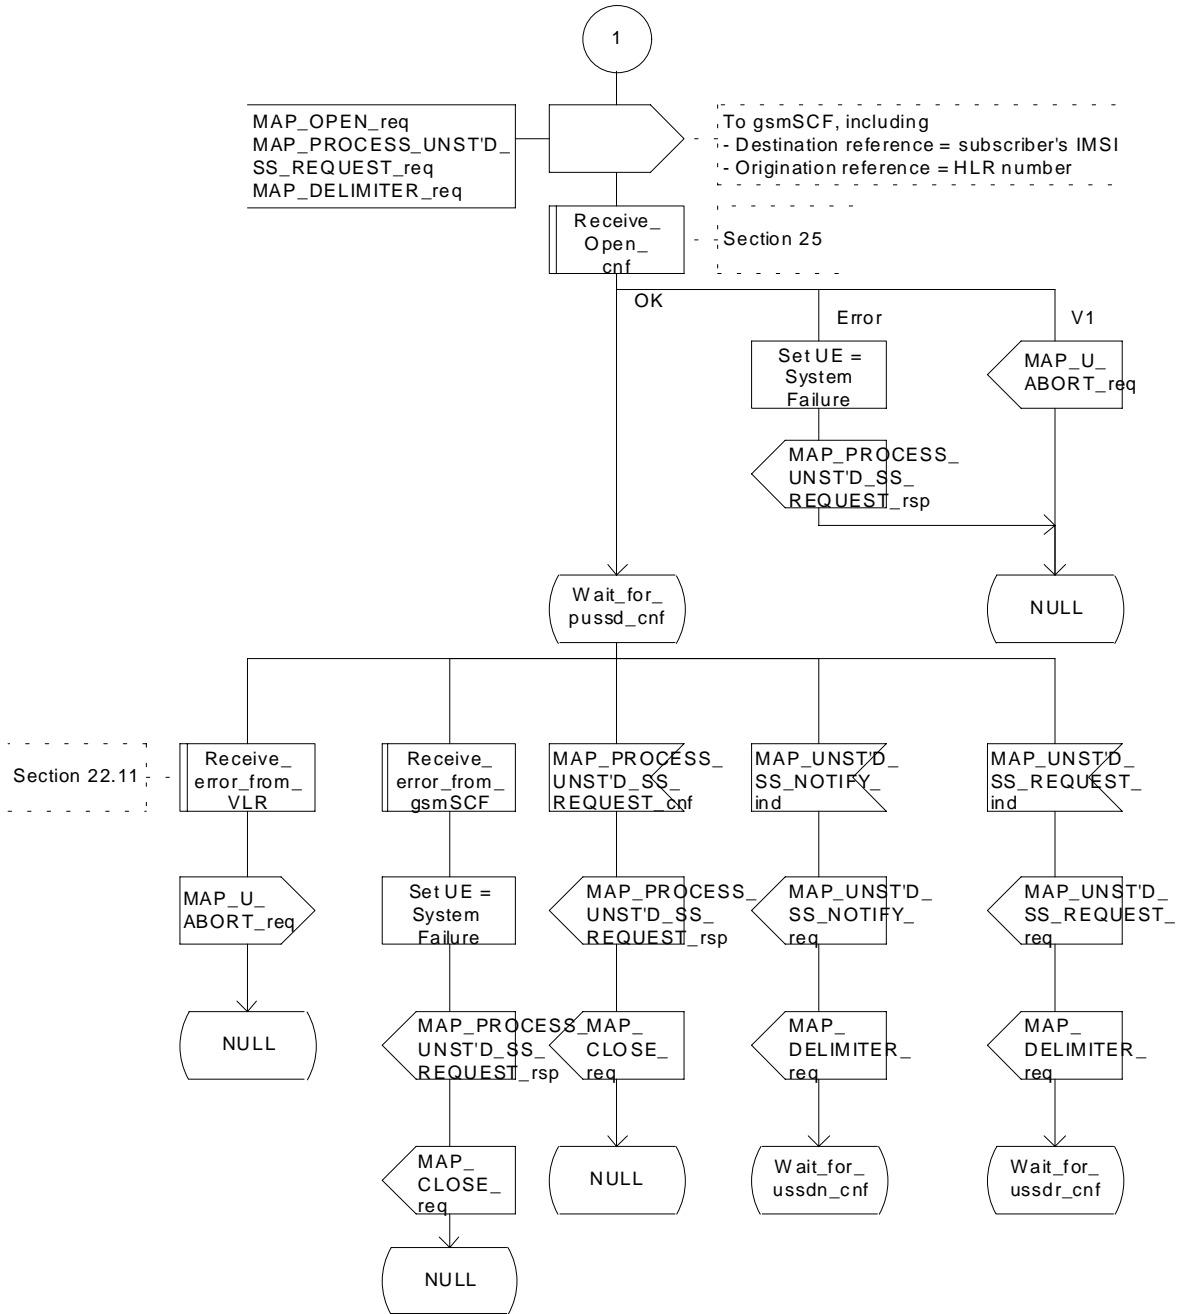 1
MAP_OPEN_req
MAP_PROCESS_UNST'D_
SS_REQUEST_req
MAP_DELIMITER_req
To gsmSCF, including
- Destination reference = subscriber's IMSI
- Origination reference = HLR number
Receive_
Open_
cnf
Section 25
OK
Error
V1
Set UE =
System
Failure
MAP_U_
ABORT_req
MAP_PROCESS_
UNST'D_SS_
REQUEST_rsp
Wait_for_
pussd_cnf
NULL
Section 22.11
Receive_
error_from_
VLR
Receive_
error_from_
gsmSCF
MAP_PROCESS_
UNST'D_SS_
REQUEST_cnf
MAP_UNST'D_
SS_NOTIFY_
ind
MAP_UNST'D_
SS_REQUEST_
ind
MAP_U_
ABORT_req
Set UE =
System
Failure
MAP_PROCESS_
UNST'D_SS_
REQUEST_rsp
MAP_UNST'D_
SS_NOTIFY_
req
MAP_UNST'D_
SS_REQUEST_
req
NULL
MAP_PROCESS_
UNST'D_SS_
REQUEST_rsp
MAP_
CLOSE_
req
MAP_
DELIMITER_
req
MAP_
DELIMITER_
req
MAP_
CLOSE_
req
NULL
Wait_for_
ussdn_cnf
Wait_for_
ussdr_cnf
NULL